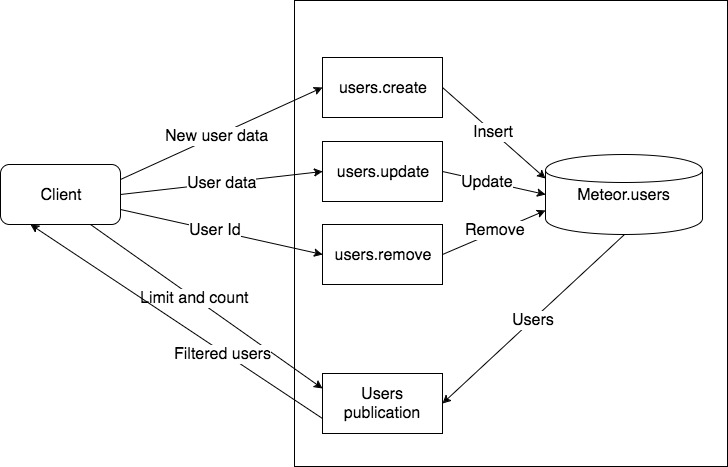 users.create
New user data
Insert
users.update
User data
Update
Client
Meteor.users
User Id
Remove
users.remove
Limit and count
Users
Filtered users
Users
publication